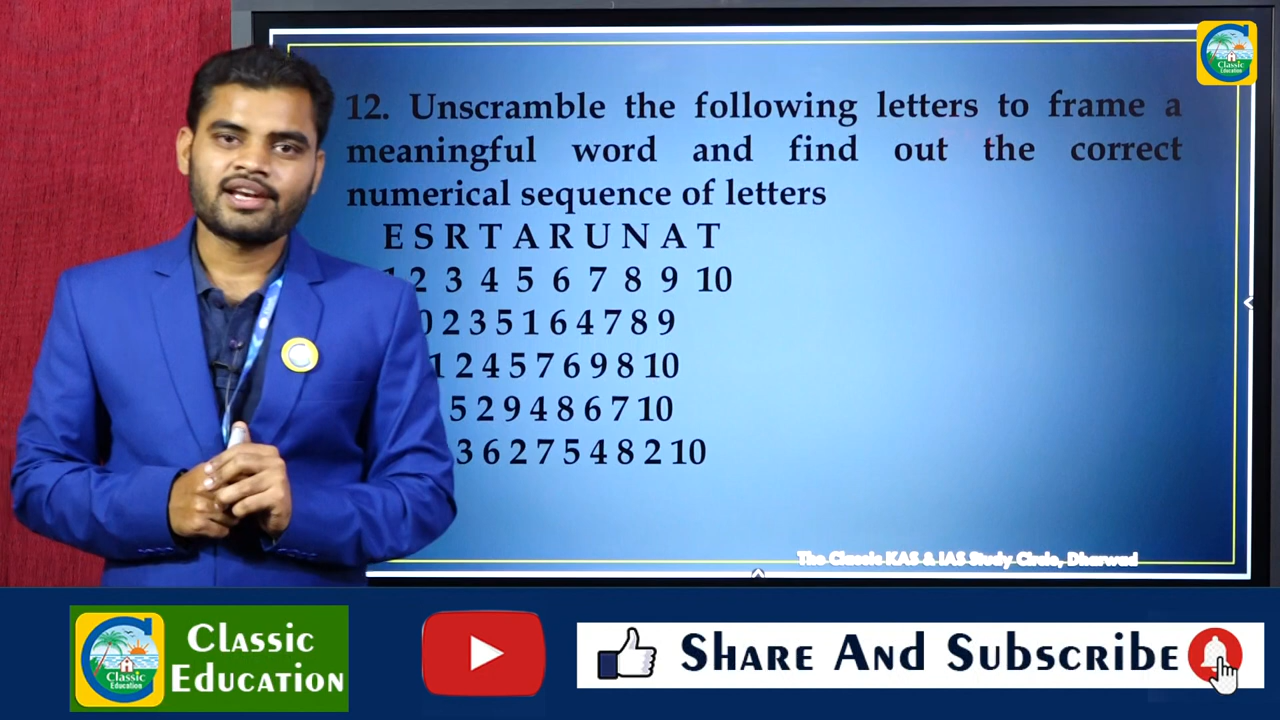 12. Unscramble the following letters to frame a
meaningful word and find out the correct
numerical sequence of letters
E S R T A R U N A T
2 3 4 5 6 7 8 9 10
2 3 5 1 6 4 7 8 9
2 4 5 7 6 9 8 10
5 2 9 4 8 6 7 10
3 6 2 7 5 4 8 2 10
The Classic KAS & IAS Study Circle, Dharwad
Classic
Education
Classic
Education
Classic
Education
Share And Subscribe